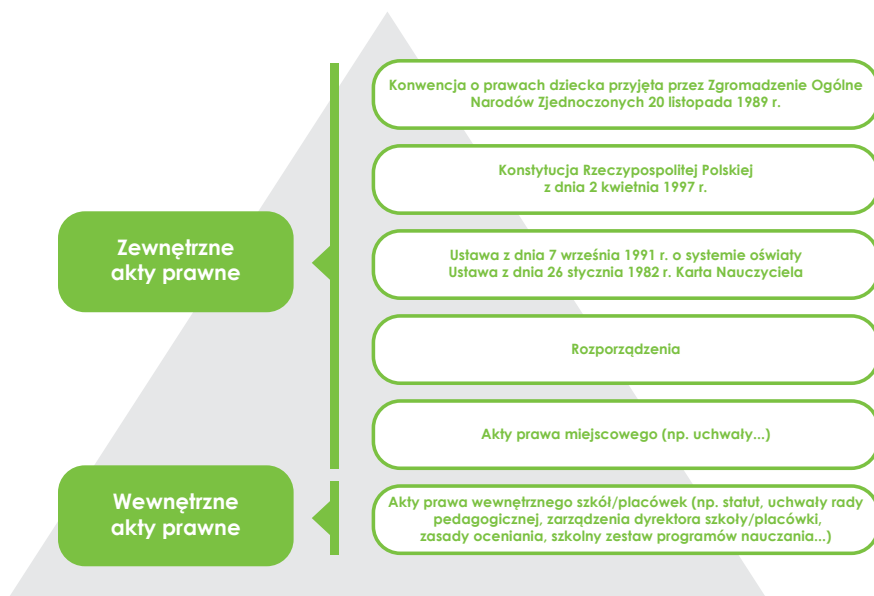 Konwencja o prawach dziecka przyjęta przez Zgromadzenie Ogólne
Narodów Zjednoczonych 20 listopada 1989 r.
Konstytucja Rzeczypospolitej Polskiej
z dnia 2 kwietnia 1997 r.
Zewnętrzne
akty prawne
Ustawa z dnia 7 września 1991 r. o systemie oświaty
Ustawa z dnia 26 stycznia 1982 r. Karta Nauczyciela
Rozporządzenia
Akty prawa miejscowego (np. uchwały...)
Wewnętrzne
akty prawne
Akty prawa wewnętrznego szkół/placówek (np. statut, uchwały rady
pedagogicznej, zarządzenia dyrektora szkoły/placówki,
zasady oceniania, szkolny zestaw programów nauczania...)